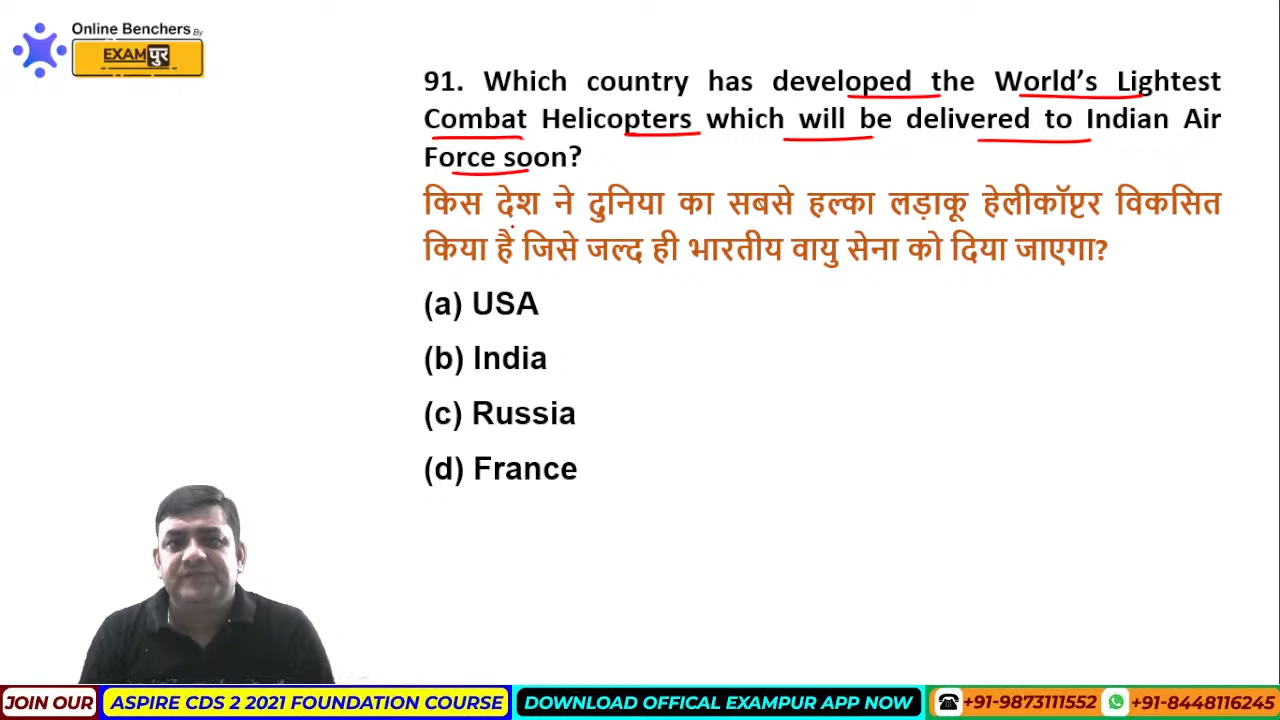 Online Benchers By
EXAMपुर
91. Which country has developed the World's Lightest
Combat Helicopters which will be delivered to Indian Air
Force soon?
किस देश ने दुनिया का सबसे हल्का लड़ाकू हेलीकॉप्टर विकसित
किया है जिसे जल्द ही भारतीय वायु सेना को दिया जाएगा?
(a) USA
(b) India
(c) Russia
(d) France
JOIN OUR ASPIRE CDS 2 2021 FOUNDATION COURSE DOWNLOAD OFFICAL EXAMPUR APP NOW +91-9873111552 +91-8448116245